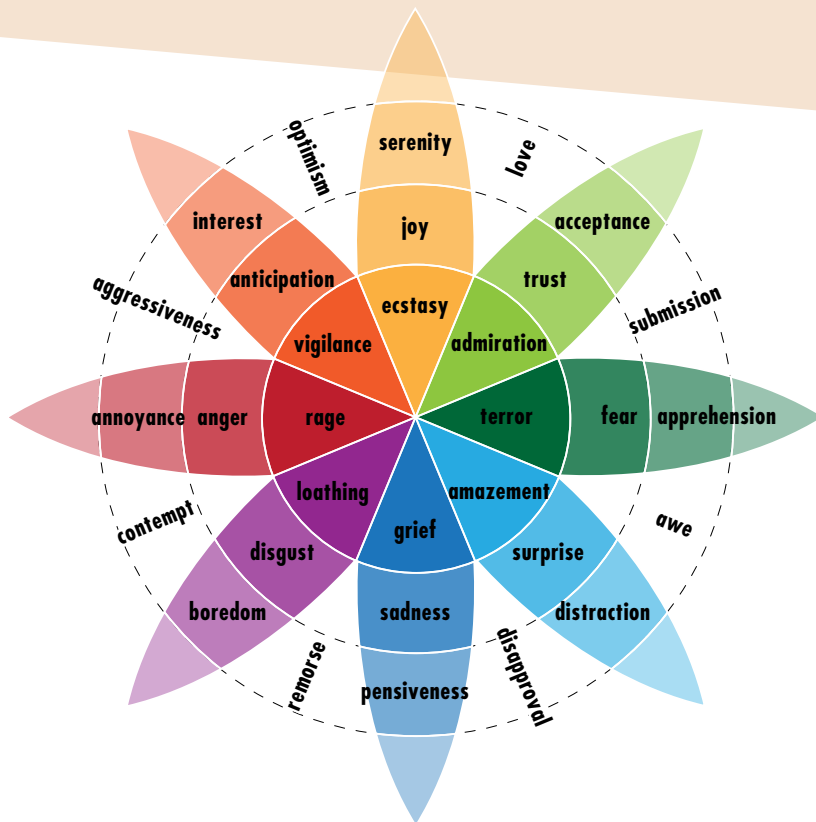 optimism
serenity
love
interest
joy
acceptance
anticipation
trust
aggressiveness
ecstasy
submission
vigilance
admiration
annoyance
anger
rage
terror
fear
apprehension
loathing
amazement
contempt
grief
awe
disgust
surprise
boredom
sadness
distraction
remorse
pensiveness
disapproval